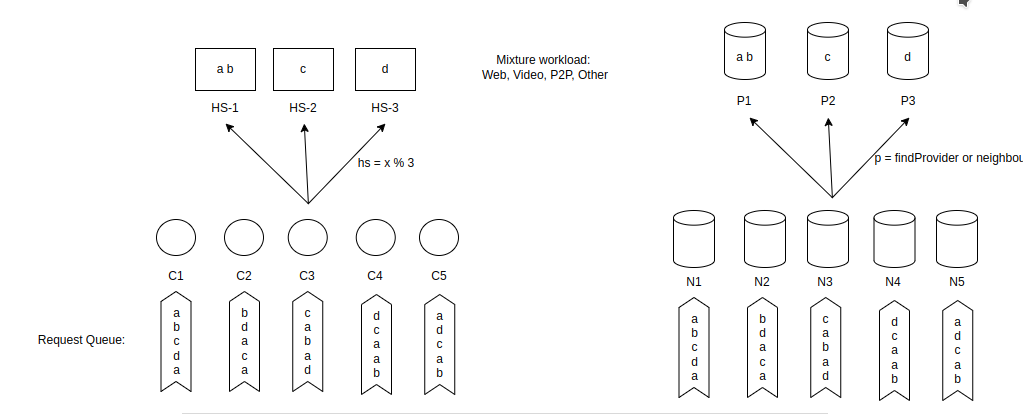 a b
c
d
HS-1
HS-2
HS-3
hs = x % 3
C1
C2
C3
C4
C5
Request Queue:
a
b
c
d
a
b
d
a
c
a
c
a
b
a
d
d
c
a
a
b
a
d
c
a
b
Mixture workload:
Web, Video, P2P, Other
a b
c
d
P1
P2
P3
p = findProvider or neighbou
N1
N2
N3
N4
N5
a
b
c
d
a
b
d
a
c
a
c
a
b
a
d
d
c
a
a
b
a
d
c
a
b